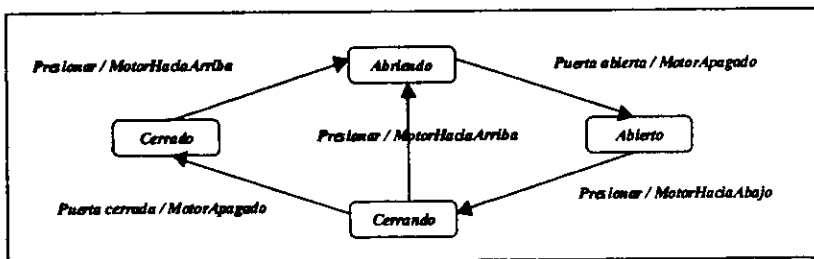 Presionar / MotorHaciaArriba
Abriendo
Puerta abierta / MotorApagado
Cerrado
Presionar / MotorHaciaArriba
Abierto
Puerta cerrada / MotorApagado
Cerrando
Presionar / MotorHaciaAbajo